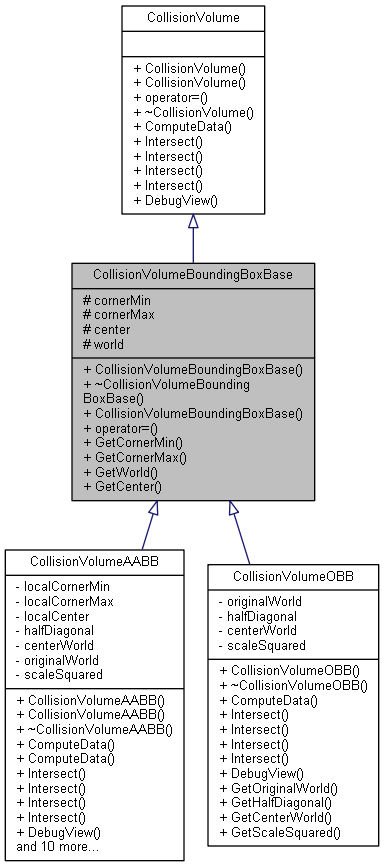 CollisionVolume
+ CollisionVolume()
+ CollisionVolume()
+ operator=()
+ ~CollisionVolume()
+ ComputeData()
+ Intersect()
+ Intersect()
+ Intersect()
+ Intersect()
+ DebugView()
CollisionVolumeBoundingBoxBase
# cornerMin
# cornerMax
# center
# world
+ CollisionVolumeBoundingBoxBase()
+ ~CollisionVolumeBounding
BoxBase()
+ CollisionVolumeBoundingBoxBase()
+ operator=()
+ GetCornerMin()
+ GetCornerMax()
+ GetWorld()
+ GetCenter()
CollisionVolumeAABB
- localCornerMin
- localCornerMax
- localCenter
- halfDiagonal
- centerWorld
- originalWorld
- scaleSquared
+ CollisionVolumeAABB()
+ CollisionVolumeAABB()
+ ~CollisionVolumeAABB()
+ ComputeData()
+ ComputeData()
+ Intersect()
+ Intersect()
+ Intersect()
+ Intersect()
+ DebugView()
and 10 more...
CollisionVolumeOBB
- originalWorld
- halfDiagonal
- centerWorld
- scaleSquared
+ CollisionVolumeOBB()
+ ~CollisionVolumeOBB()
+ ComputeData()
+ Intersect()
+ Intersect()
+ Intersect()
+ Intersect()
+ DebugView()
+ GetOriginalWorld()
+ GetHalfDiagonal()
+ GetCenterWorld()
+ GetScaleSquared()